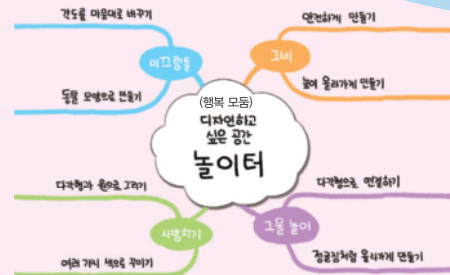 각도를 마음대로 바꾸기
미끄럼틀
동물 모양으로 만들기
안전하게 만들기
그네
높이 올라가게 만들기
(행복 모둠)
디자인하고
싶은 공간
놀이터
다각형과 원으로 그리기
사방치기
여러 가지 색으로 꾸미기
다각형으로 연결하기
그물 놀이
정글짐처럼 올라가게 만들기